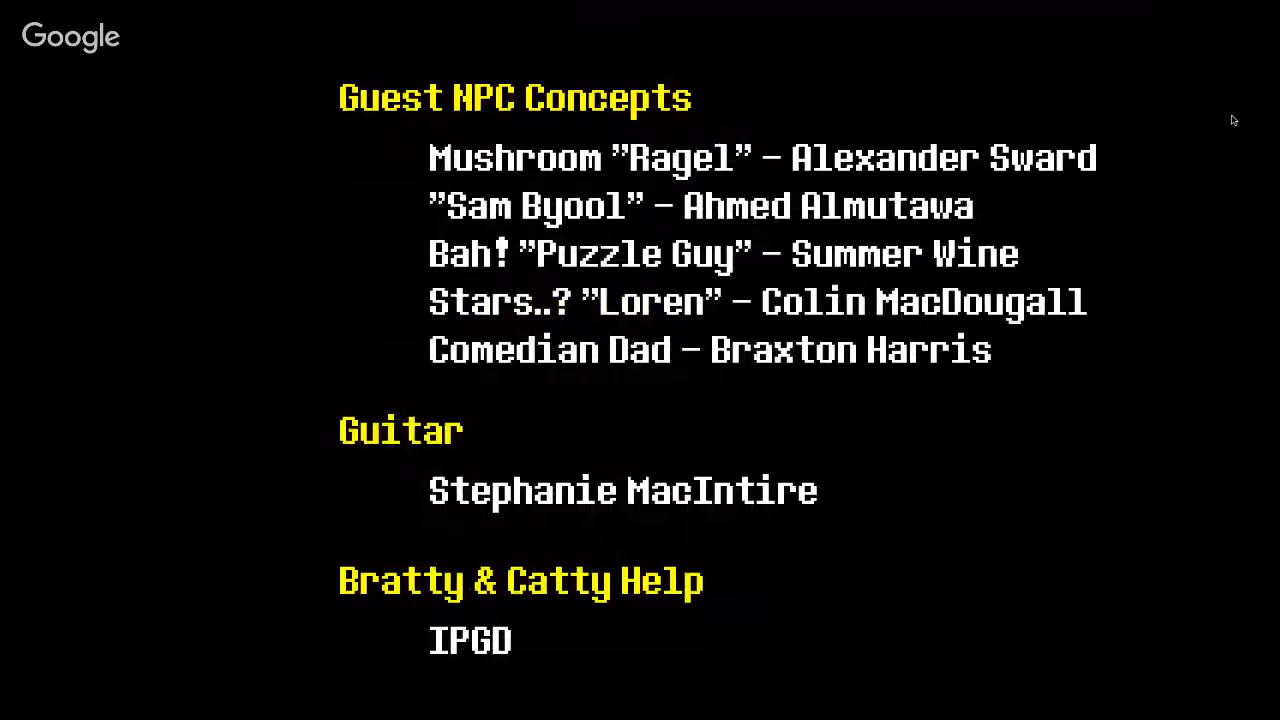 Google
Guest NPC Concepts
Mushroom "Ragel" - Alexander Sward
"Sam Byool" - Ahmed Almutawa
Bah! "Puzzle Guy" - Summer Wine
Stars..? "Loren" - Colin MacDougall
Comedian Dad - Braxton Harris
Guitar
Stephanie MacIntire
Bratty & Catty Help
IPGD